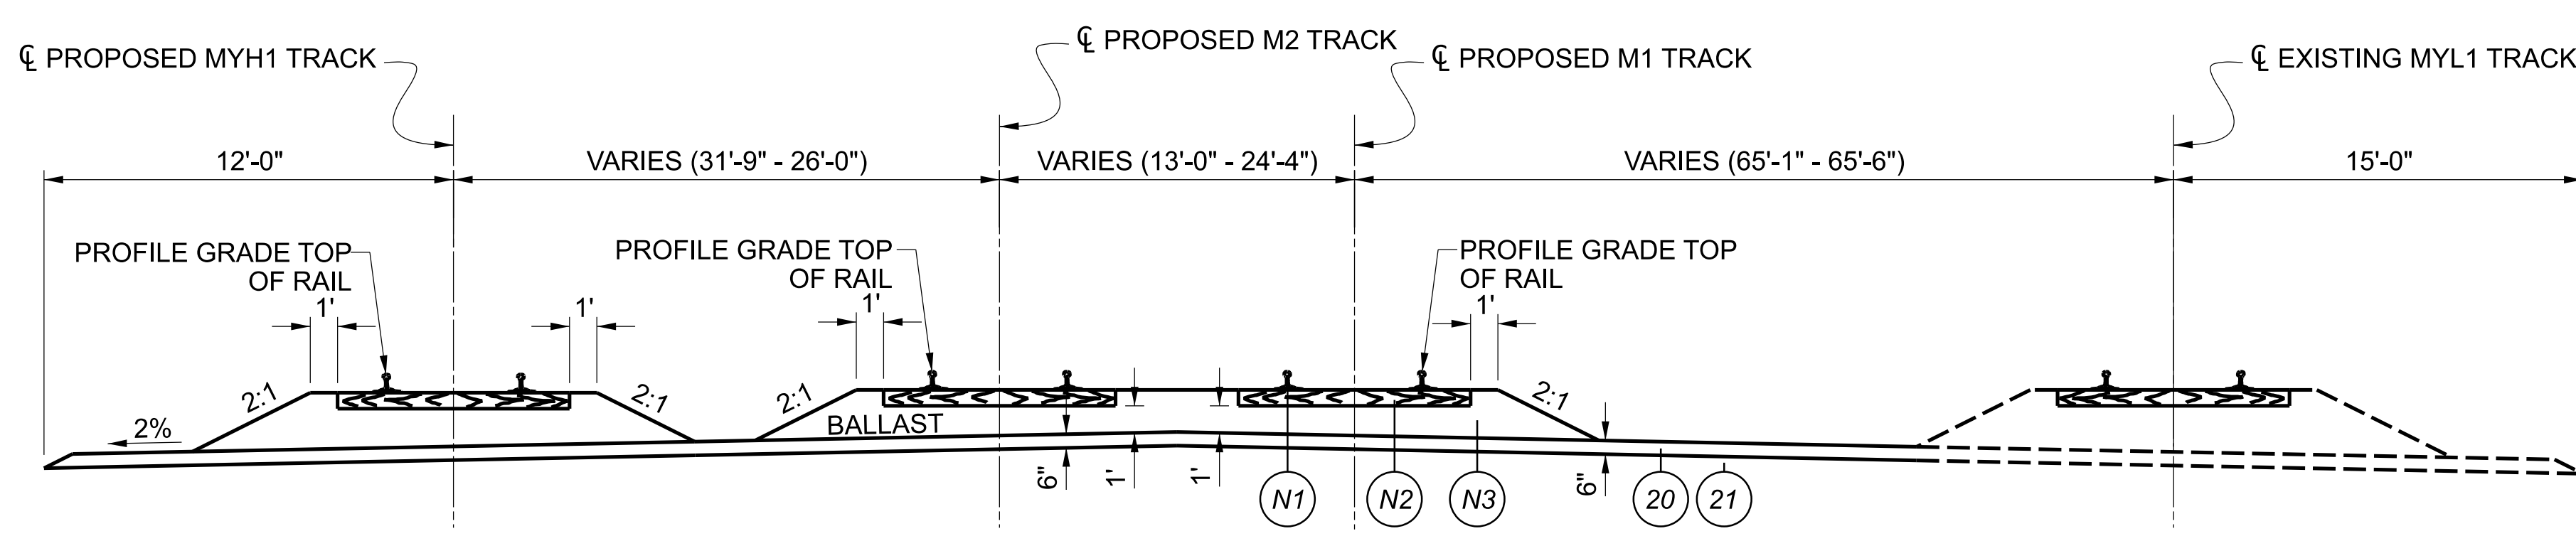 ℄ PROPOSED MYH1 TRACK
℄ PROPOSED M2 TRACK
℄ PROPOSED M1 TRACK
℄ EXISTING MYL1 TRACK
12'-0"
VARIES (31'-9" - 26'-0")
VARIES (13'-0" - 24'-4")
VARIES (65'-1" - 65'-6")
15'-0"
PROFILE GRADE TOP
OF RAIL
PROFILE GRADE TOP
OF RAIL
PROFILE GRADE TOP
OF RAIL
1'
1'
1'
1'
2:1
2:1
2:1
2:1
2%
BALLAST
6"
1'
1'
N1
N2
N3
6"
20
21